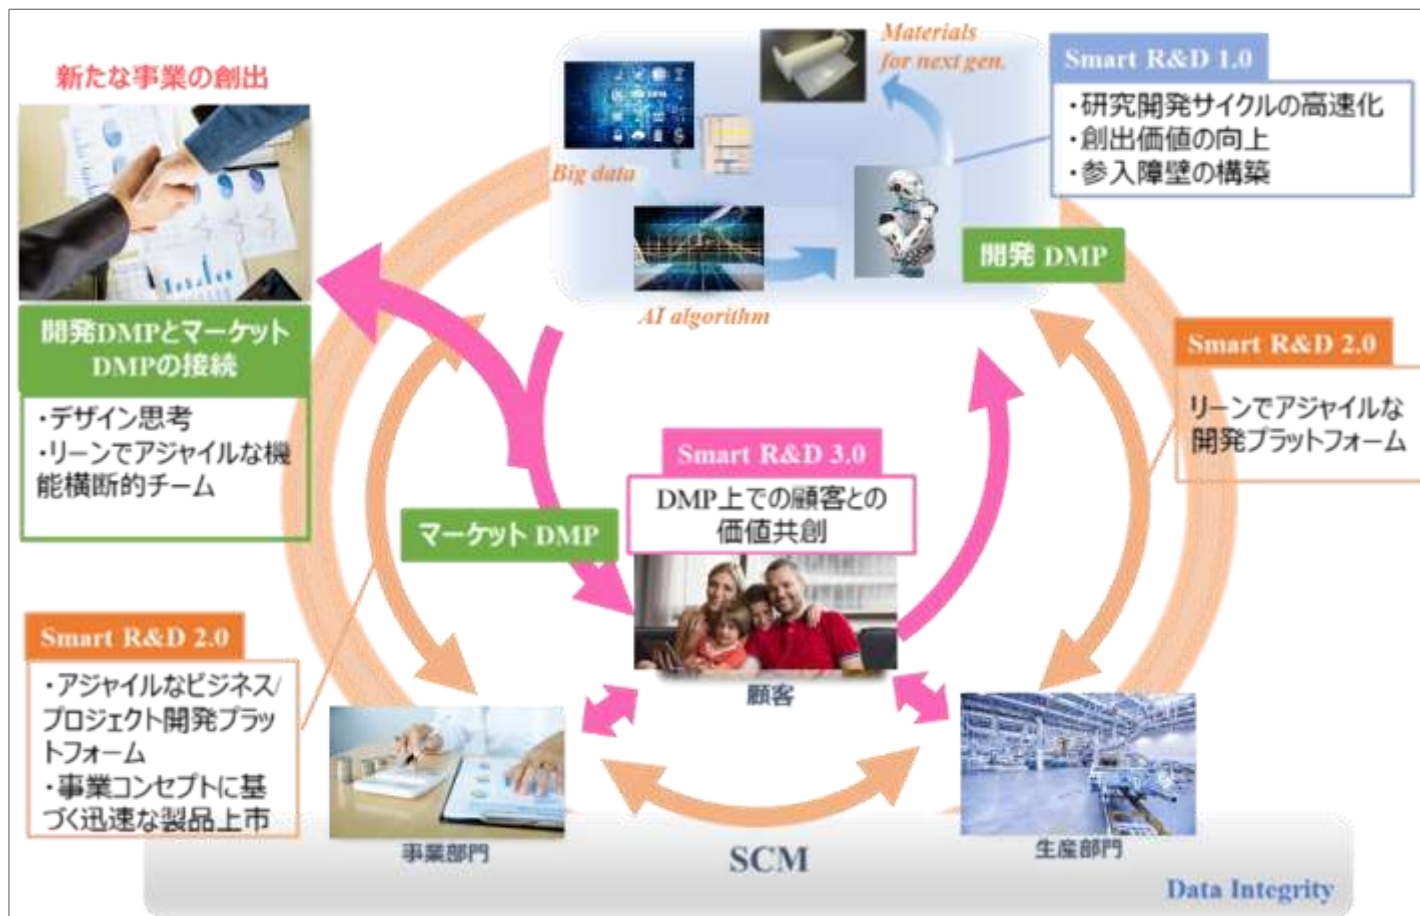 新たな事業の創出
開発DMPとマーケット
DMPの接続
・デザイン思考
・リーンでアジャイルな機
能横断的チーム
Materials
for next gen.
Big data
AI algorithm
開発 DMP
Smart R&D 1.0
・研究開発サイクルの高速化
・創出価値の向上
・参入障壁の構築
Smart R&D 2.0
リーンでアジャイルな
開発プラットフォーム
Smart R&D 3.0
DMP上での顧客との
価値共創
マーケット DMP
顧客
Smart R&D 2.0
・アジャイルなビジネス/
プロジェクト開発プラッ
トフォーム
・事業コンセプトに基
づく迅速な製品上市
事業部門
SCM
生産部門
Data Integrity